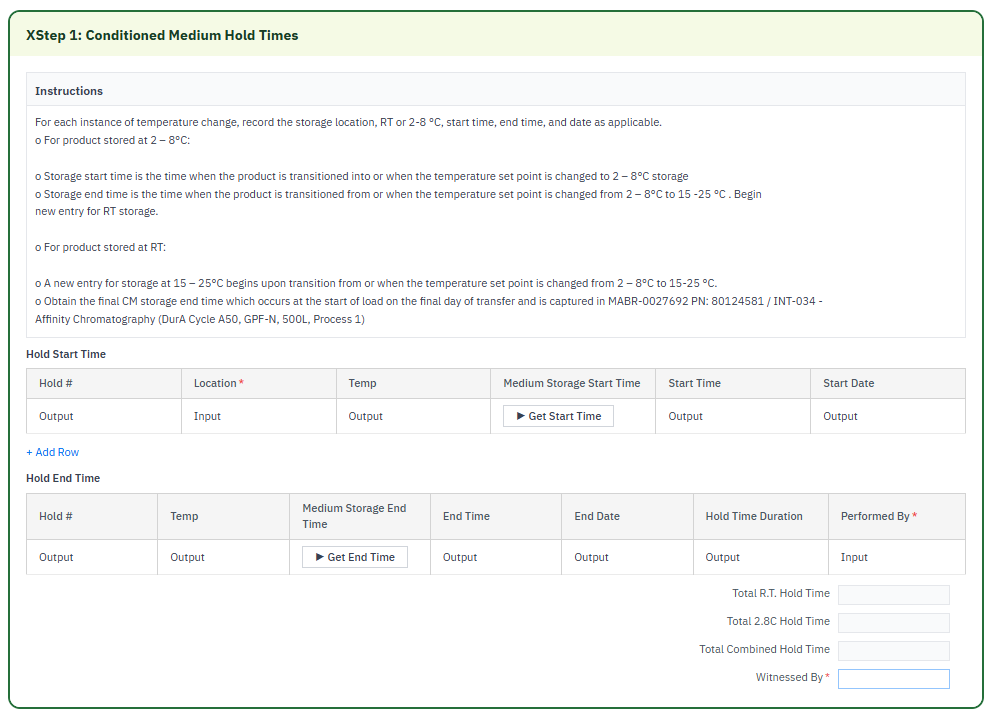 XStep 1: Conditioned Medium Hold Times
Instructions
For each instance of temperature change, record the storage location, RT or 2-8 °C, start time, end time, and date as applicable.
o For product stored at 2 – 8°C:
o Storage start time is the time when the product is transitioned into or when the temperature set point is changed to 2 – 8°C storage
o Storage end time is the time when the product is transitioned from or when the temperature set point is changed from 2 – 8°C to 15 -25 °C . Begin
new entry for RT storage.
o For product stored at RT:
o A new entry for storage at 15 – 25°C begins upon transition from or when the temperature set point is changed from 2 – 8°C to 15-25 °C.
o Obtain the final CM storage end time which occurs at the start of load on the final day of transfer and is captured in MABR-0027692 PN: 80124581 / INT-034 -
Affinity Chromatography (DurA Cycle A50, GPF-N, 500L, Process 1)
Hold Start Time
Hold # Location * Temp Medium Storage Start Time Start Time Start Date
Output Input Output ▶ Get Start Time Output Output
+ Add Row
Hold End Time
Hold # Temp Medium Storage End Time End Time End Date Hold Time Duration Performed By *
Output Output ▶ Get End Time Output Output Output Input
Total R.T. Hold Time
Total 2.8C Hold Time
Total Combined Hold Time
Witnessed By *